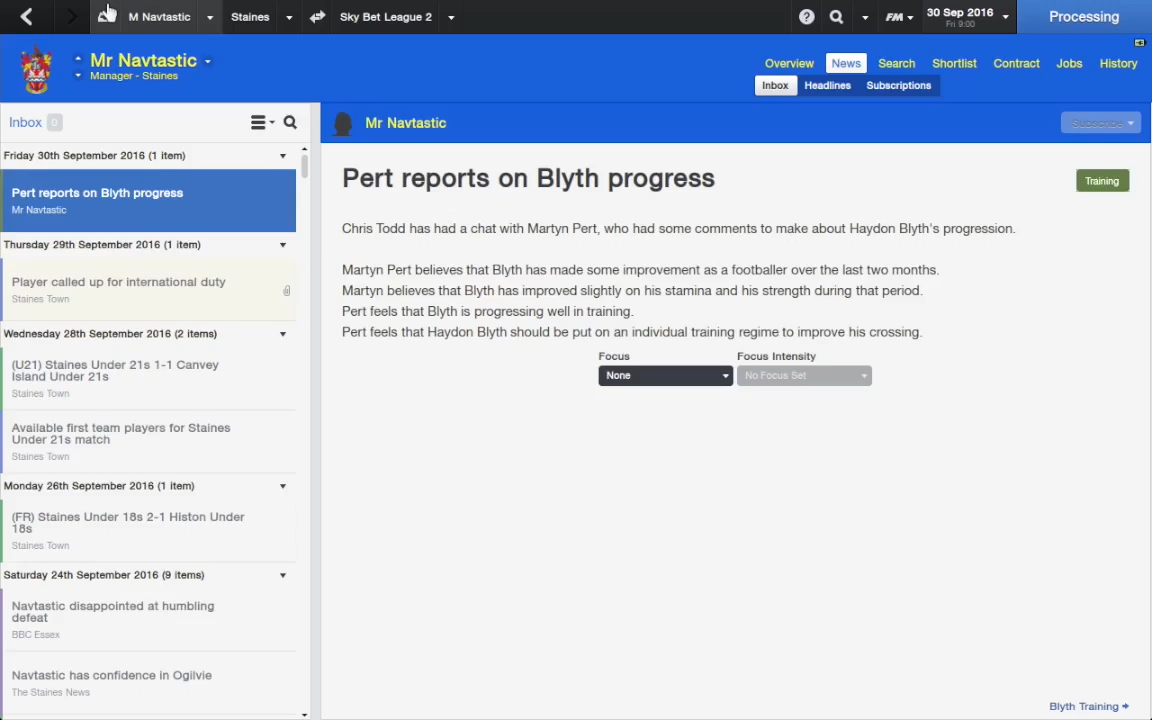 M Navtastic
Staines
Sky Bet League 2
FM
30 Sep 2016
Fri 9:00
Processing
Mr Navtastic
Manager - Staines
Overview
News
Search
Shortlist
Contract
Jobs
History
Inbox
Headlines
Subscriptions
Inbox 0
Mr Navtastic
Subscribe
Friday 30th September 2016 (1 item)
Pert reports on Blyth progress
Mr Navtastic
Thursday 29th September 2016 (1 item)
Player called up for international duty
Staines Town
Wednesday 28th September 2016 (2 items)
(U21) Staines Under 21s 1-1 Canvey
Island Under 21s
Staines Town
Available first team players for Staines
Under 21s match
Staines Town
Monday 26th September 2016 (1 item)
(FR) Staines Under 18s 2-1 Histon Under
18s
Staines Town
Saturday 24th September 2016 (9 items)
Navtastic disappointed at humbling
defeat
BBC Essex
Navtastic has confidence in Ogilvie
The Staines News
Pert reports on Blyth progress
Training
Chris Todd has had a chat with Martyn Pert, who had some comments to make about Haydon Blyth's progression.
Martyn Pert believes that Blyth has made some improvement as a footballer over the last two months.
Martyn believes that Blyth has improved slightly on his stamina and his strength during that period.
Pert feels that Blyth is progressing well in training.
Pert feels that Haydon Blyth should be put on an individual training regime to improve his crossing.
Focus
Focus Intensity
None
No Focus Set
Blyth Training